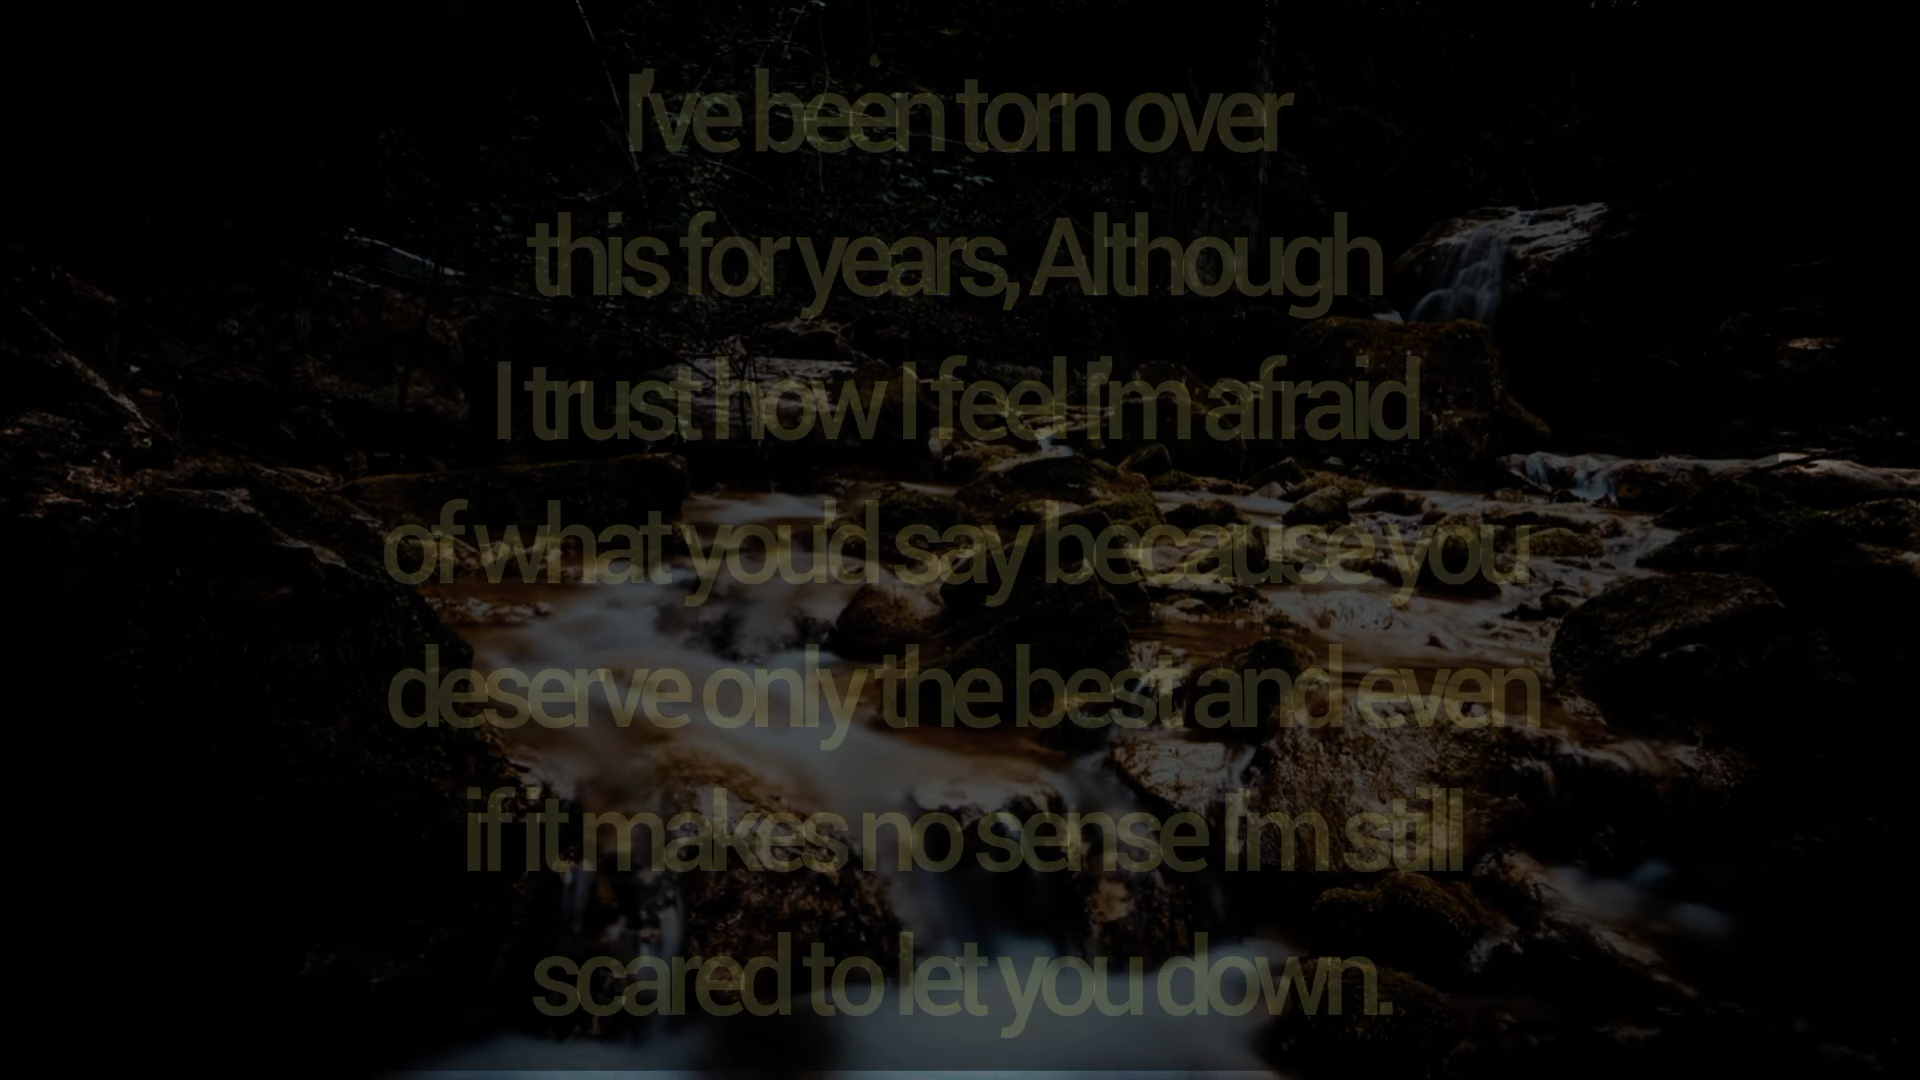 I've been torn over
this for years, Although
I trust how I feel I'm afraid
of what you'd say because you
deserve only the best and even
if it makes no sense I'm still
scared to let you down.